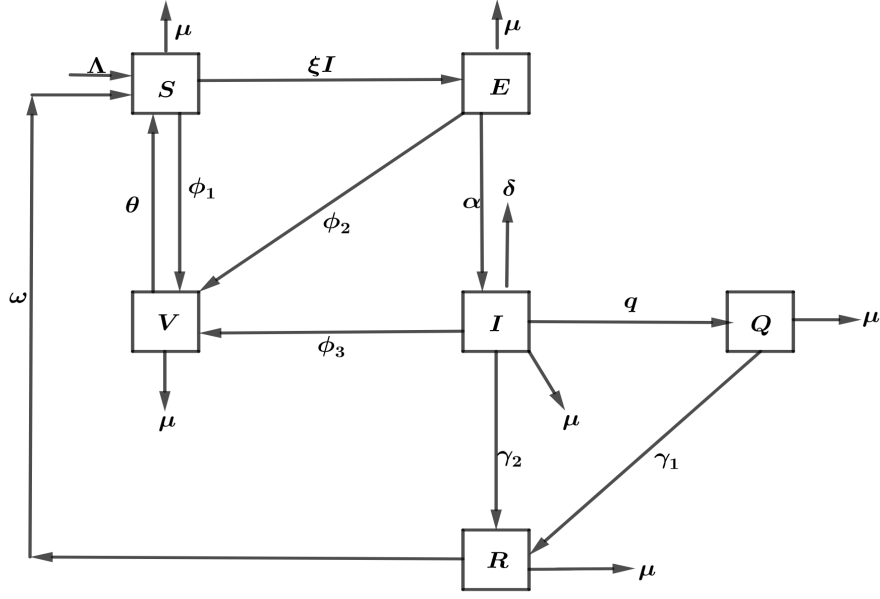 μ
μ
Λ
S
ξI
E
θ
ϕ₁
ϕ₂
α
δ
ω
V
ϕ₃
I
q
Q
μ
μ
μ
γ₂
γ₁
R
μ